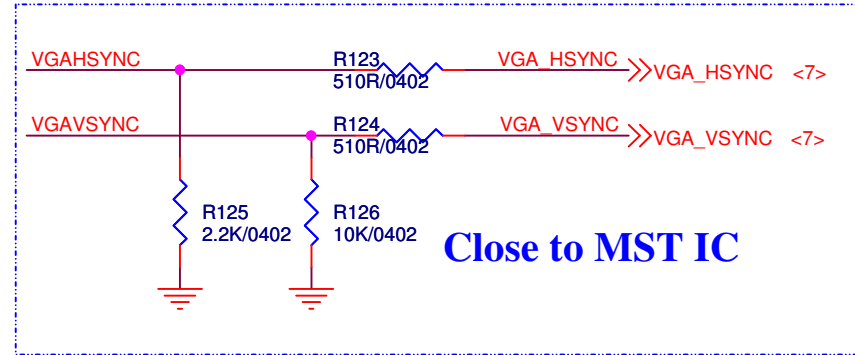 VGAHSYNC R123 VGA_HSYNC
510R/0402 VGA_HSYNC <7>
VGAVSYNC R124 VGA_VSYNC
510R/0402 VGA_VSYNC <7>
R125 R126
2.2K/0402 10K/0402
Close to MST IC